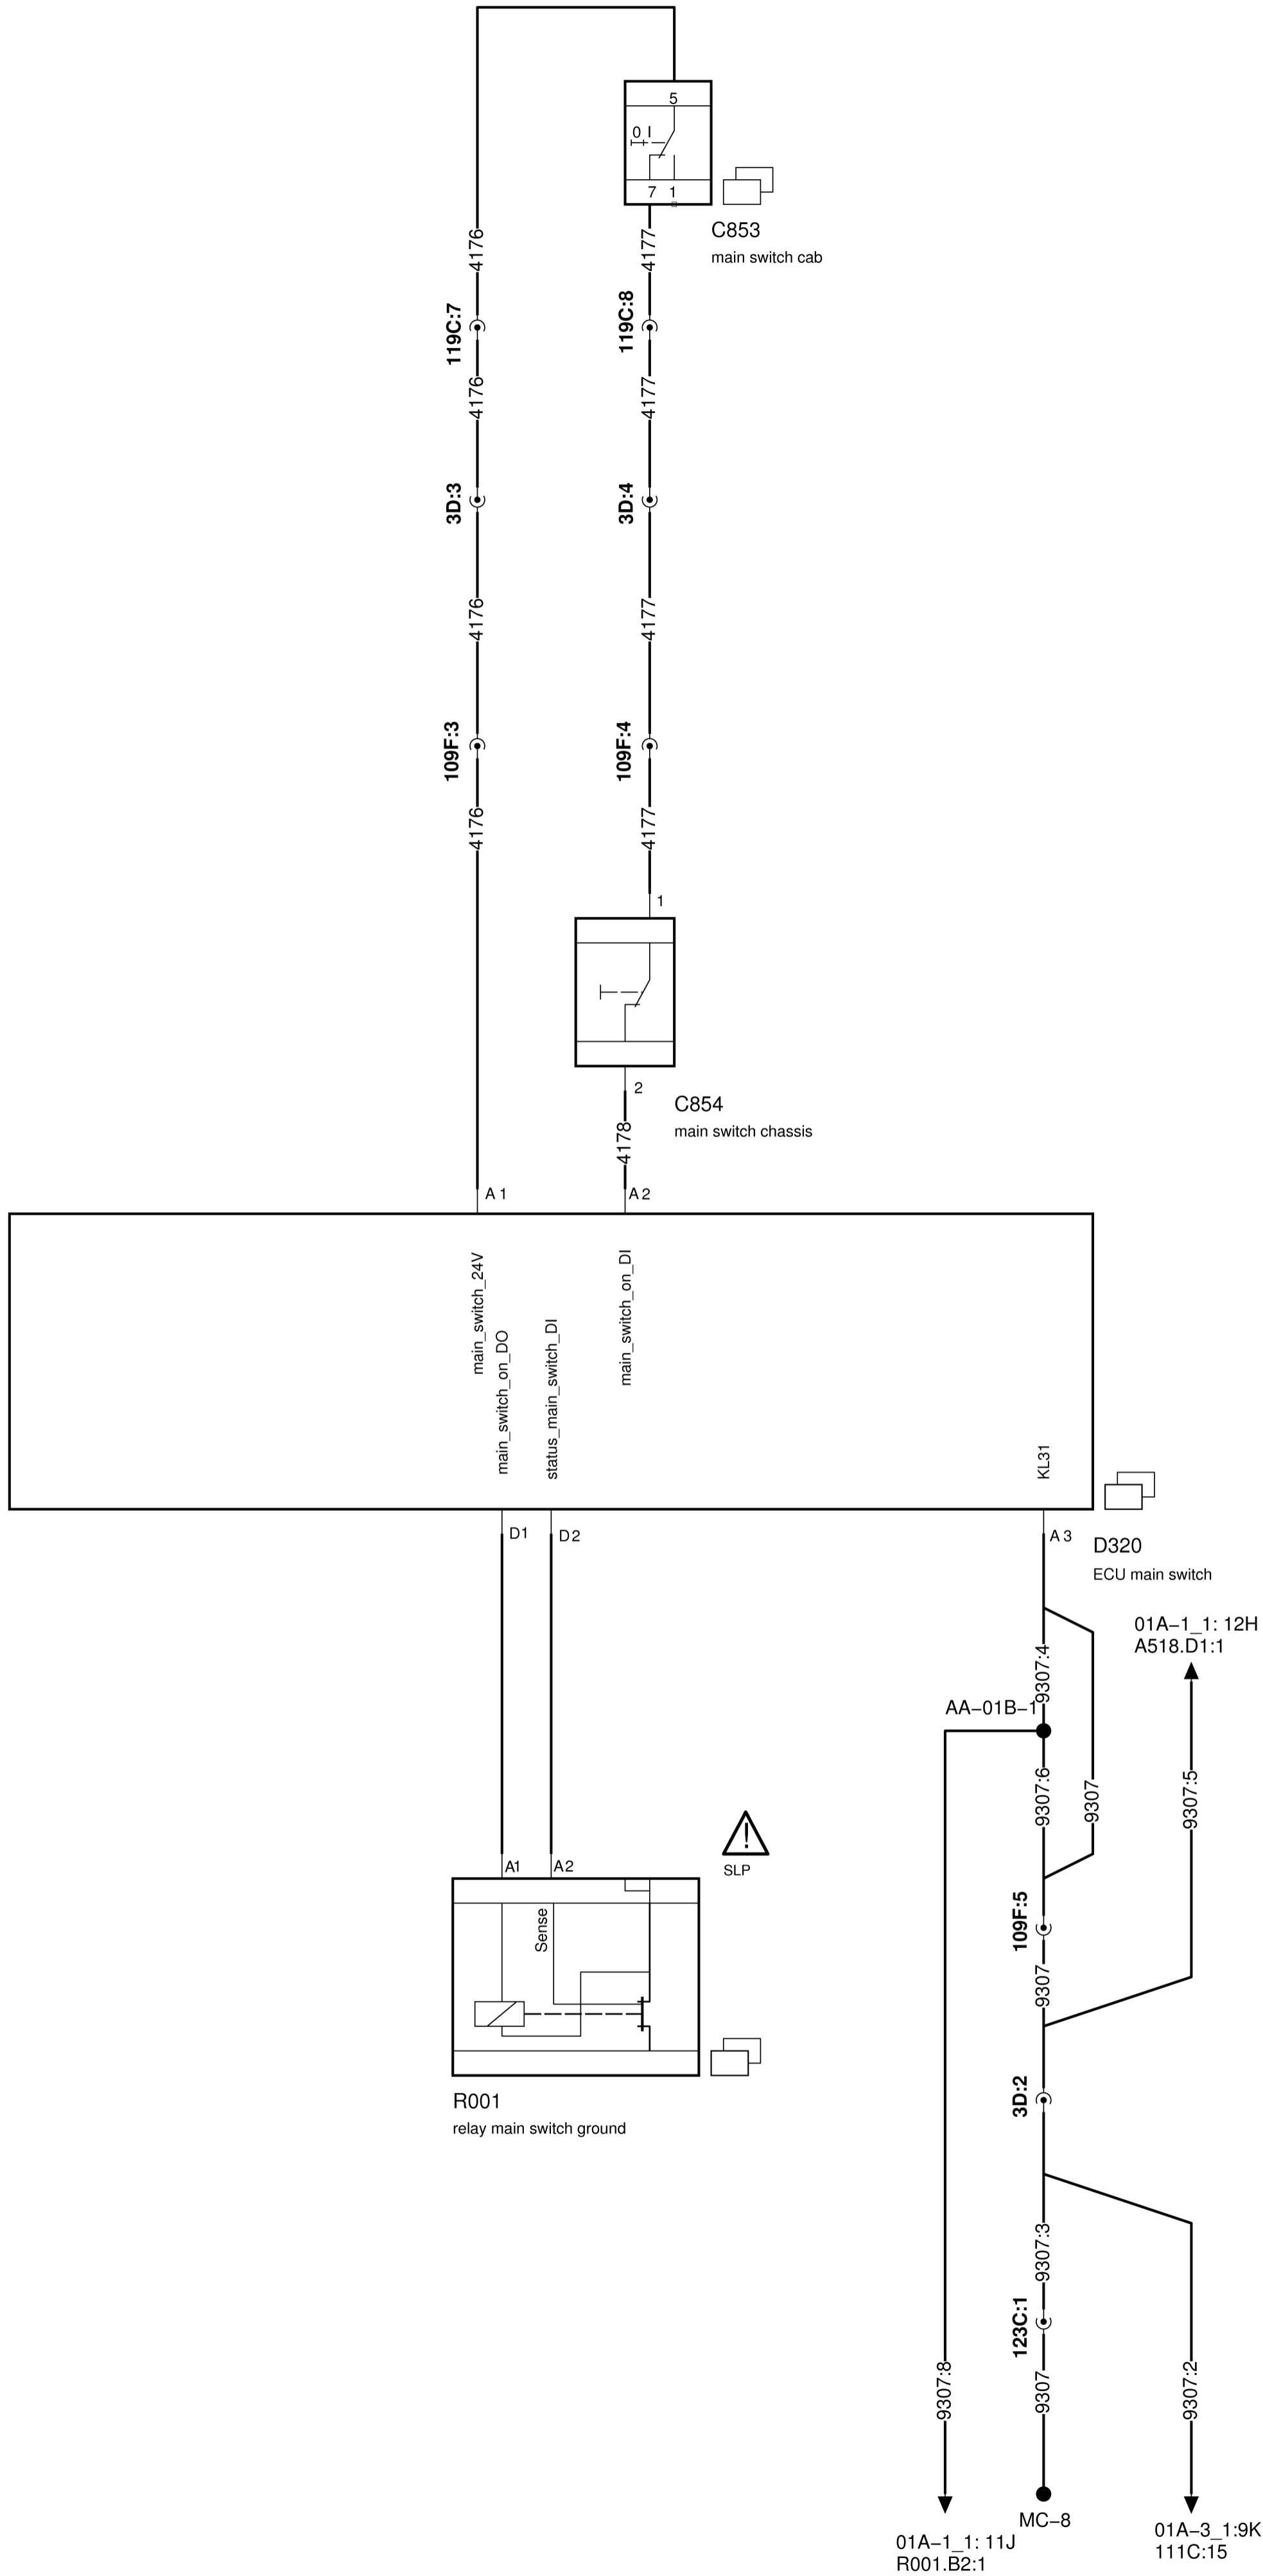 5
0 I
7 1
C853
main switch cab
4176
4177
119C:7
119C:8
4176
4177
3D:3
3D:4
4176
4177
109F:3
109F:4
4176
4177
1
2
C854
main switch chassis
4178
A 1
A 2
main_switch_24V
main_switch_on_DO
status_main_switch_DI
main_switch_on_DI
KL31
D1
D2
A 3
D320
ECU main switch
01A-1_1: 12H
A518.D1:1
9307:4
AA-01B-1
9307:6
9307
9307:5
SLP
A1
A2
Sense
109F:5
9307
R001
relay main switch ground
3D:2
9307:3
123C:1
9307:8
9307
9307:2
MC-8
01A-1_1: 11J
R001.B2:1
01A-3_1:9K
111C:15